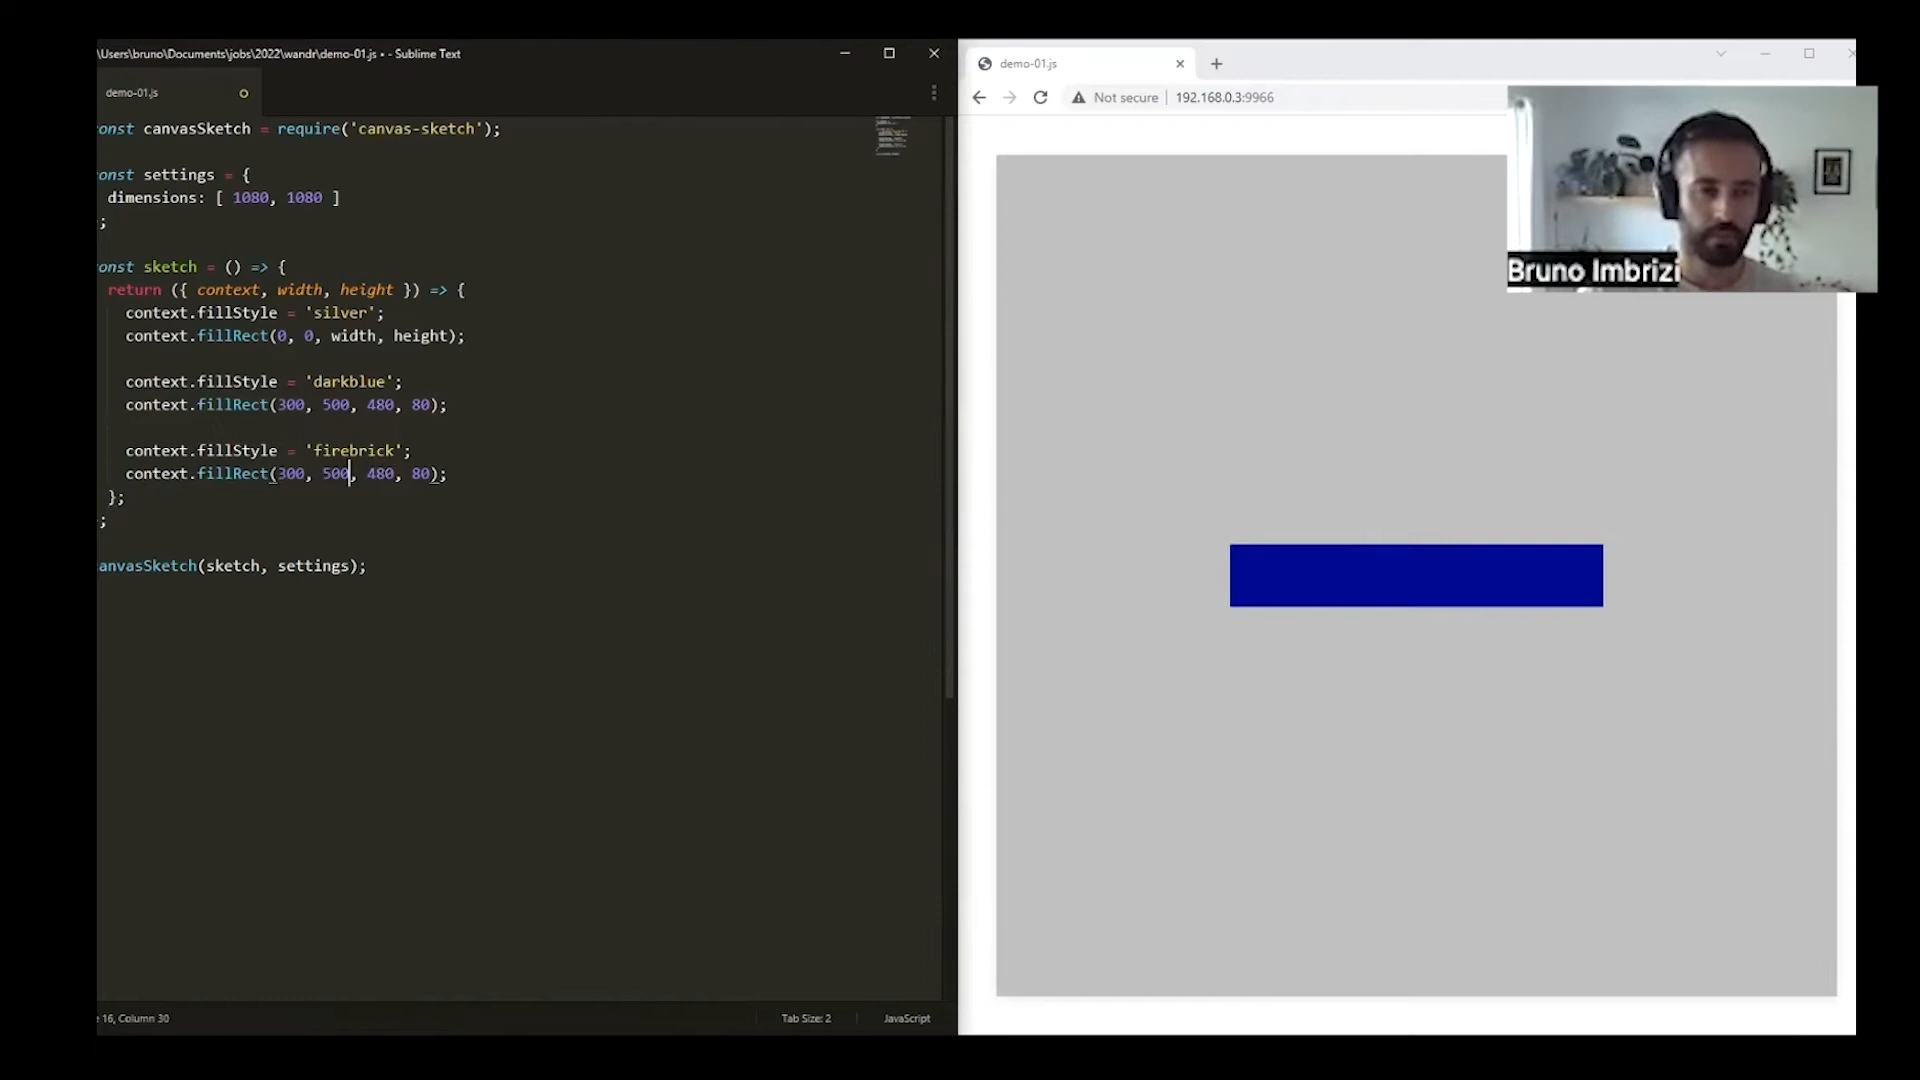 \Users\bruno\Documents\jobs\2022\wandr\demo-01.js • - Sublime Text
demo-01.js
onst canvasSketch = require('canvas-sketch');
onst settings = {
dimensions: [ 1080, 1080 ]
;
onst sketch = () => {
return ({ context, width, height }) => {
context.fillStyle = 'silver';
context.fillRect(0, 0, width, height);
context.fillStyle = 'darkblue';
context.fillRect(300, 500, 480, 80);
context.fillStyle = 'firebrick';
context.fillRect(300, 500, 480, 80);
};
;
anvasSketch(sketch, settings);
16, Column 30
Tab Size: 2
JavaScript
demo-01.js
Not secure
192.168.0.3:9966
Bruno Imbrizi